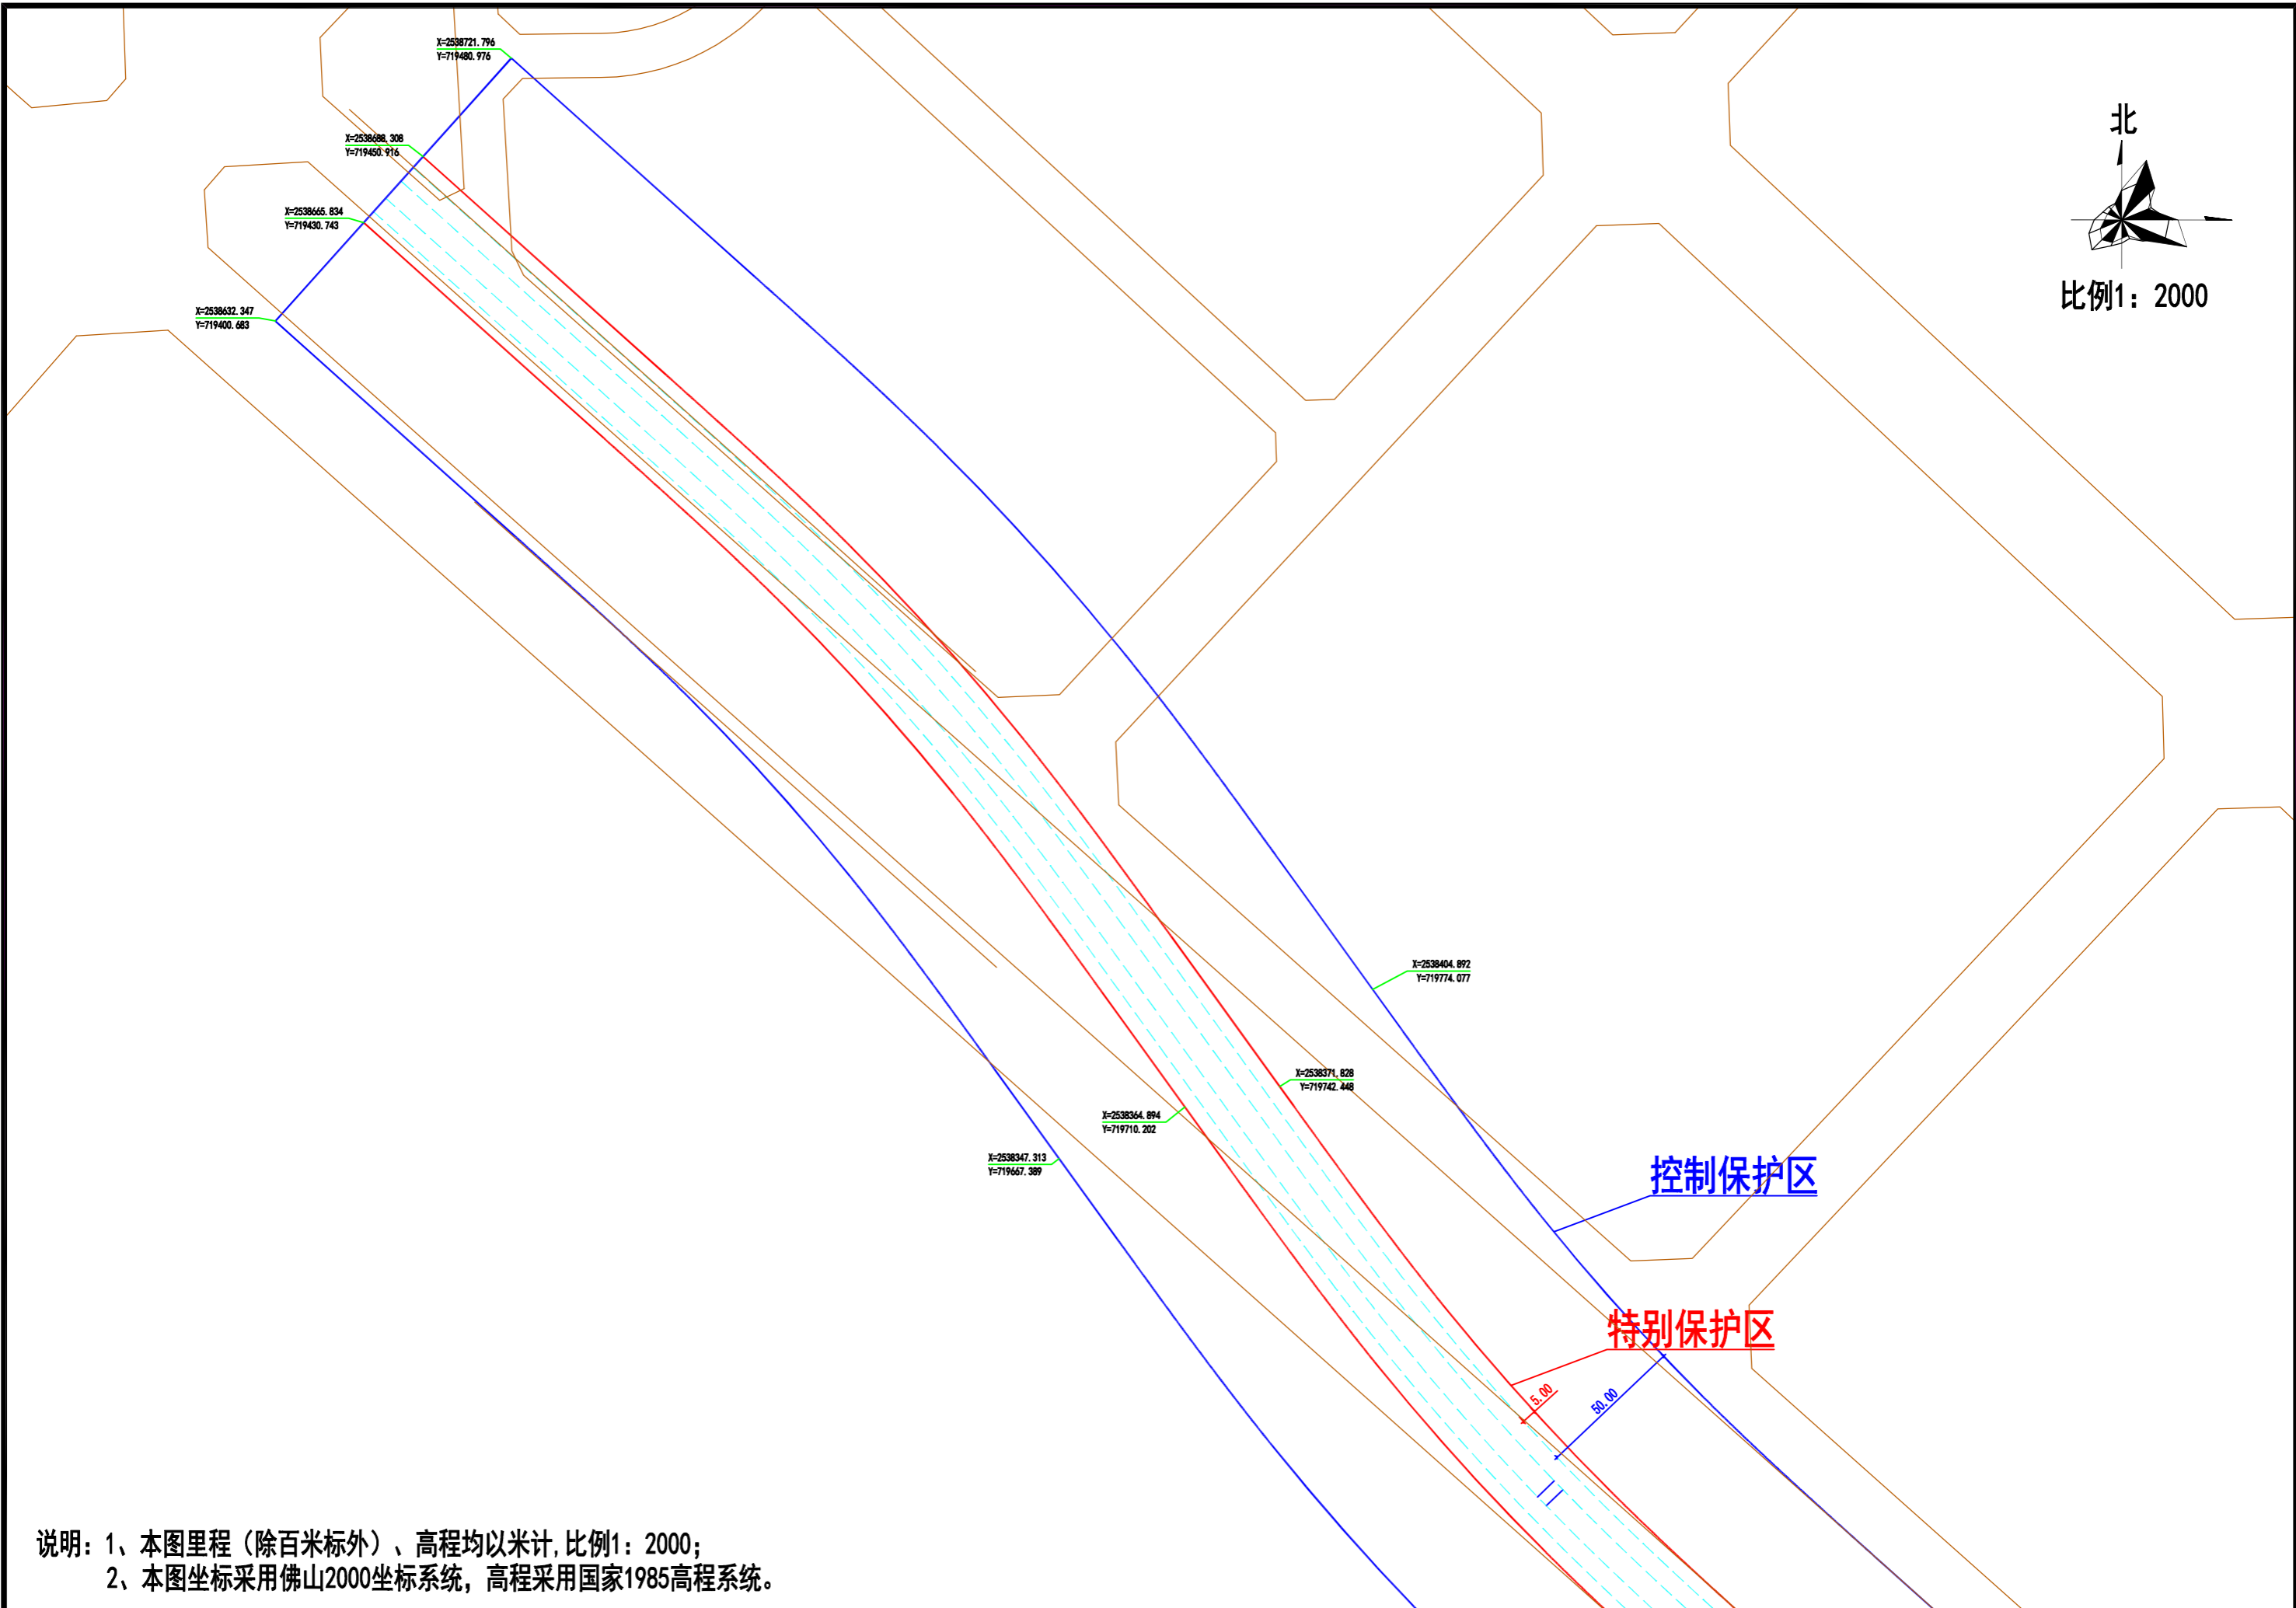 X=2538721.796
Y=719480.976
北
X=2538688.308
Y=719450.916
X=2538665.834
Y=719430.743
比例1：2000
X=2538632.347
Y=719400.683
X=2538404.892
Y=719774.077
X=2538371.828
Y=719742.448
X=2538364.894
Y=719710.202
X=2538347.313
Y=719667.389
控制保护区
特别保护区
5.00
50.00
说明：1、本图里程（除百米标外）、高程均以米计,比例1：2000；
2、本图坐标采用佛山2000坐标系统，高程采用国家1985高程系统。